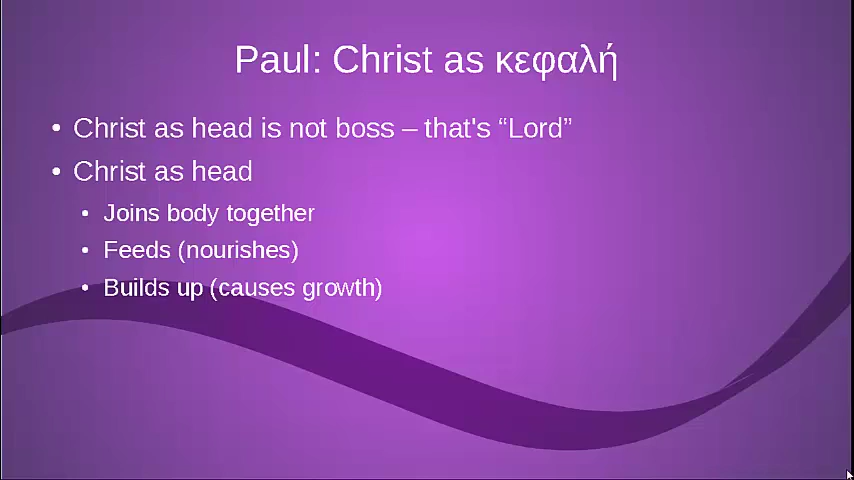 Paul: Christ as κεφαλή
• Christ as head is not boss – that's “Lord”
• Christ as head
• Joins body together
• Feeds (nourishes)
• Builds up (causes growth)